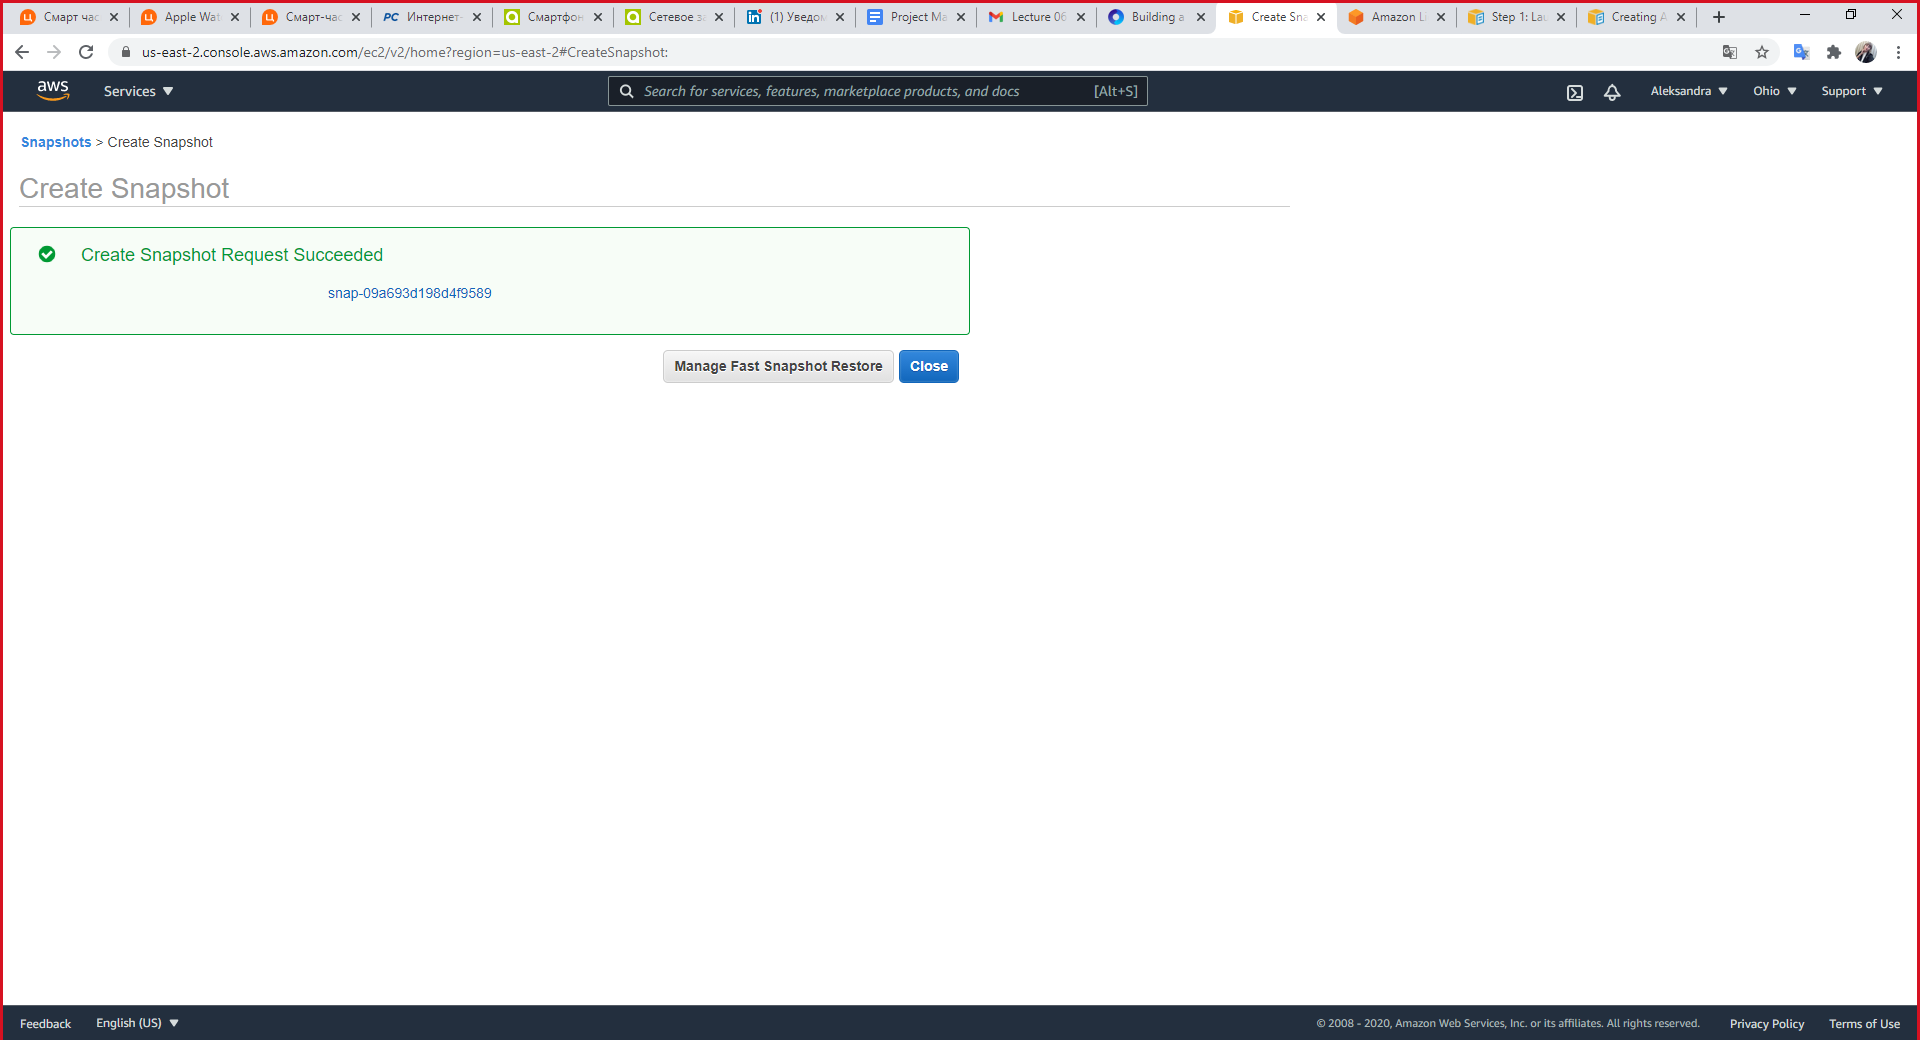 Смарт час
Apple Wat
Смарт-час
PC Интернет-
Смартфон
Сетевое за
in (1) Уведом
Project Ma
Lecture 06
Building a
Create Sna
Amazon Li
Step 1: Lau
Creating A
us-east-2.console.aws.amazon.com/ec2/v2/home?region=us-east-2#CreateSnapshot:
aws
Services
Search for services, features, marketplace products, and docs
[Alt+S]
Aleksandra
Ohio
Support
Snapshots > Create Snapshot
Create Snapshot
Create Snapshot Request Succeeded
snap-09a693d198d4f9589
Manage Fast Snapshot Restore
Close
Feedback
English (US)
© 2008 - 2020, Amazon Web Services, Inc. or its affiliates. All rights reserved.
Privacy Policy
Terms of Use